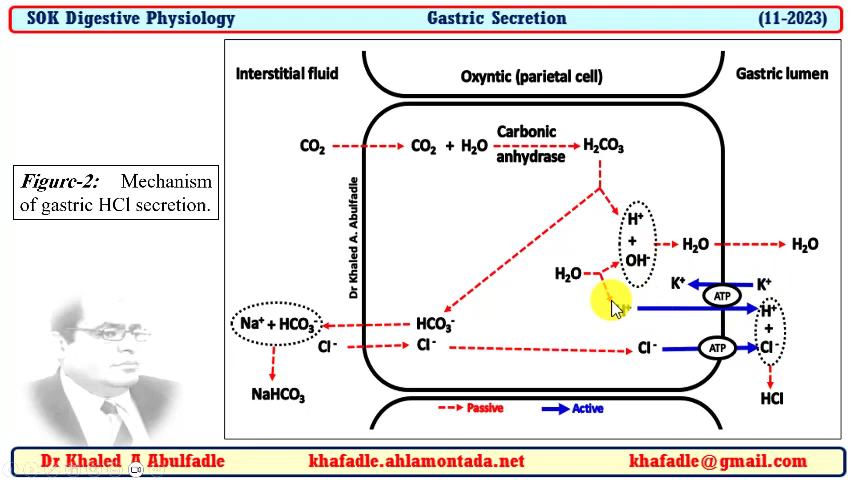 SOK Digestive Physiology Gastric Secretion (11-2023)
Interstitial fluid Oxyntic (parietal cell) Gastric lumen
CO₂ CO₂ + H₂O Carbonic anhydrase H₂CO₃
Figure-2: Mechanism
of gastric HCl secretion.
Dr Khaled A. Abulfadle
H⁺
+
OH⁻
H₂O H₂O
H₂O
K⁺ ATP K⁺
H⁺
+
Cl⁻
HCl
Na⁺ + HCO₃⁻ HCO₃⁻
Cl⁻ Cl⁻ Cl⁻ ATP
NaHCO₃
Passive Active
Dr Khaled A Abulfadle khafadle.ahlamontada.net khafadle@gmail.com